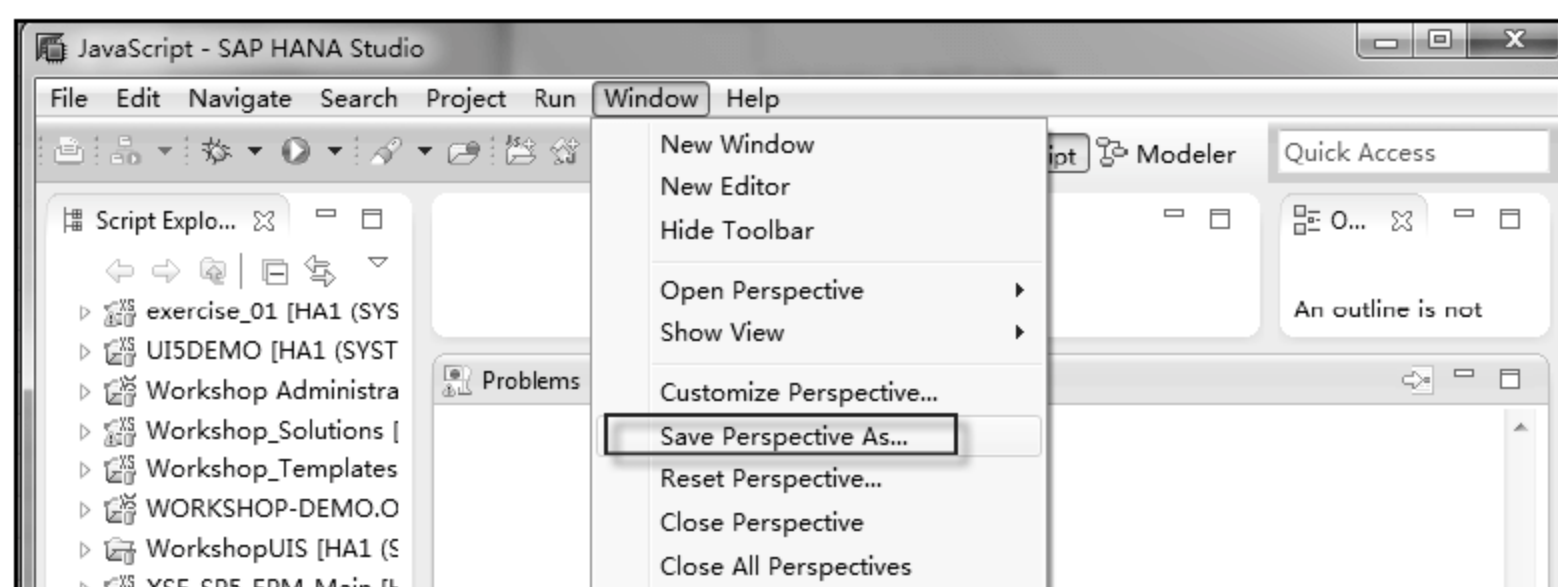 JavaScript - SAP HANA Studio
File Edit Navigate Search Project Run Window Help
ipt Modeler Quick Access
New Window
New Editor
Hide Toolbar
Open Perspective
Show View
Customize Perspective...
Save Perspective As...
Reset Perspective...
Close Perspective
Close All Perspectives
Script Explo...
exercise_01 [HA1 (SYS
UI5DEMO [HA1 (SYST
Workshop Administra
Workshop_Solutions [
Workshop_Templates
WORKSHOP-DEMO.O
WorkshopUIS [HA1 (S
Problems
O...
An outline is not